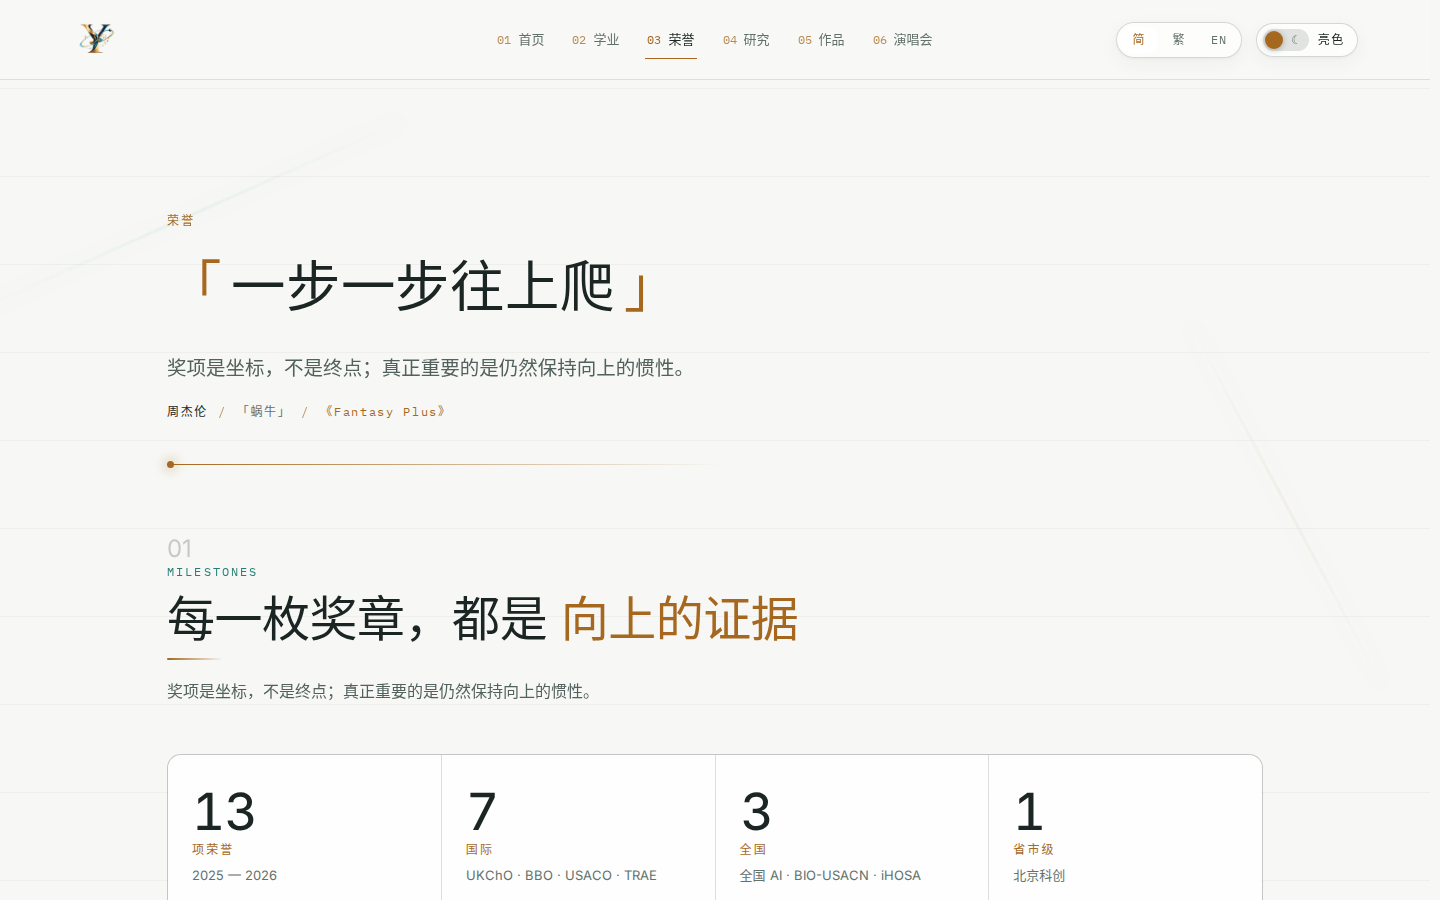 Y
01 首页 02 学业 03 荣誉 04 研究 05 作品 06 演唱会
简 繁 EN
亮色
荣誉
「一步一步往上爬」
奖项是坐标，不是终点；真正重要的是仍然保持向上的惯性。
周杰伦 / 「蜗牛」 / 《Fantasy Plus》
01
MILESTONES
每一枚奖章，都是 向上的证据
奖项是坐标，不是终点；真正重要的是仍然保持向上的惯性。
13
项荣誉
2025 — 2026
7
国际
UKChO · BBO · USACO · TRAE
3
全国
全国 AI · BIO-USACN · iHOSA
1
省市级
北京科创